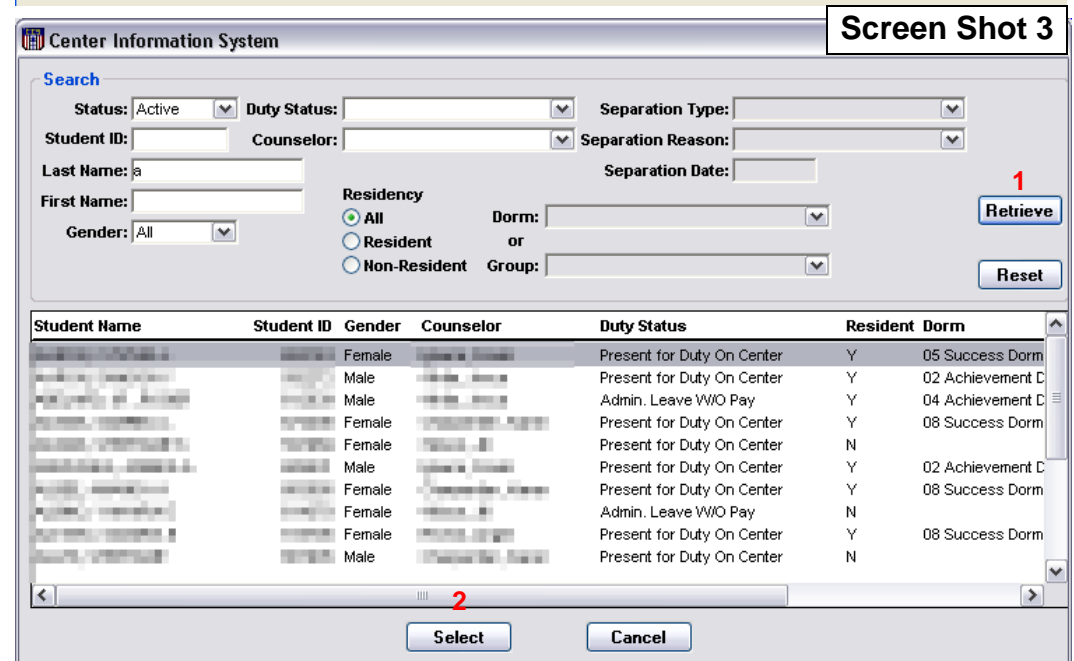 Screen Shot 3
Center Information System
Search
Status: Active Duty Status: Separation Type:
Student ID: Counselor: Separation Reason:
Last Name: a Separation Date:
1
First Name: Residency
All Dorm: Retrieve
Gender: All
Resident or
Non-Resident Group:
Reset
Student Name Student ID Gender Counselor Duty Status Resident Dorm
Female Present for Duty On Center Y 05 Success Dorm
Male Present for Duty On Center Y 02 Achievement D
Male Admin. Leave W/O Pay Y 04 Achievement D
Female Present for Duty On Center Y 08 Success Dorm
Female Present for Duty On Center N
Male Present for Duty On Center Y 02 Achievement D
Female Present for Duty On Center Y 08 Success Dorm
Female Admin. Leave W/O Pay N
Female Present for Duty On Center Y 08 Success Dorm
Male Present for Duty On Center N
2
Select Cancel